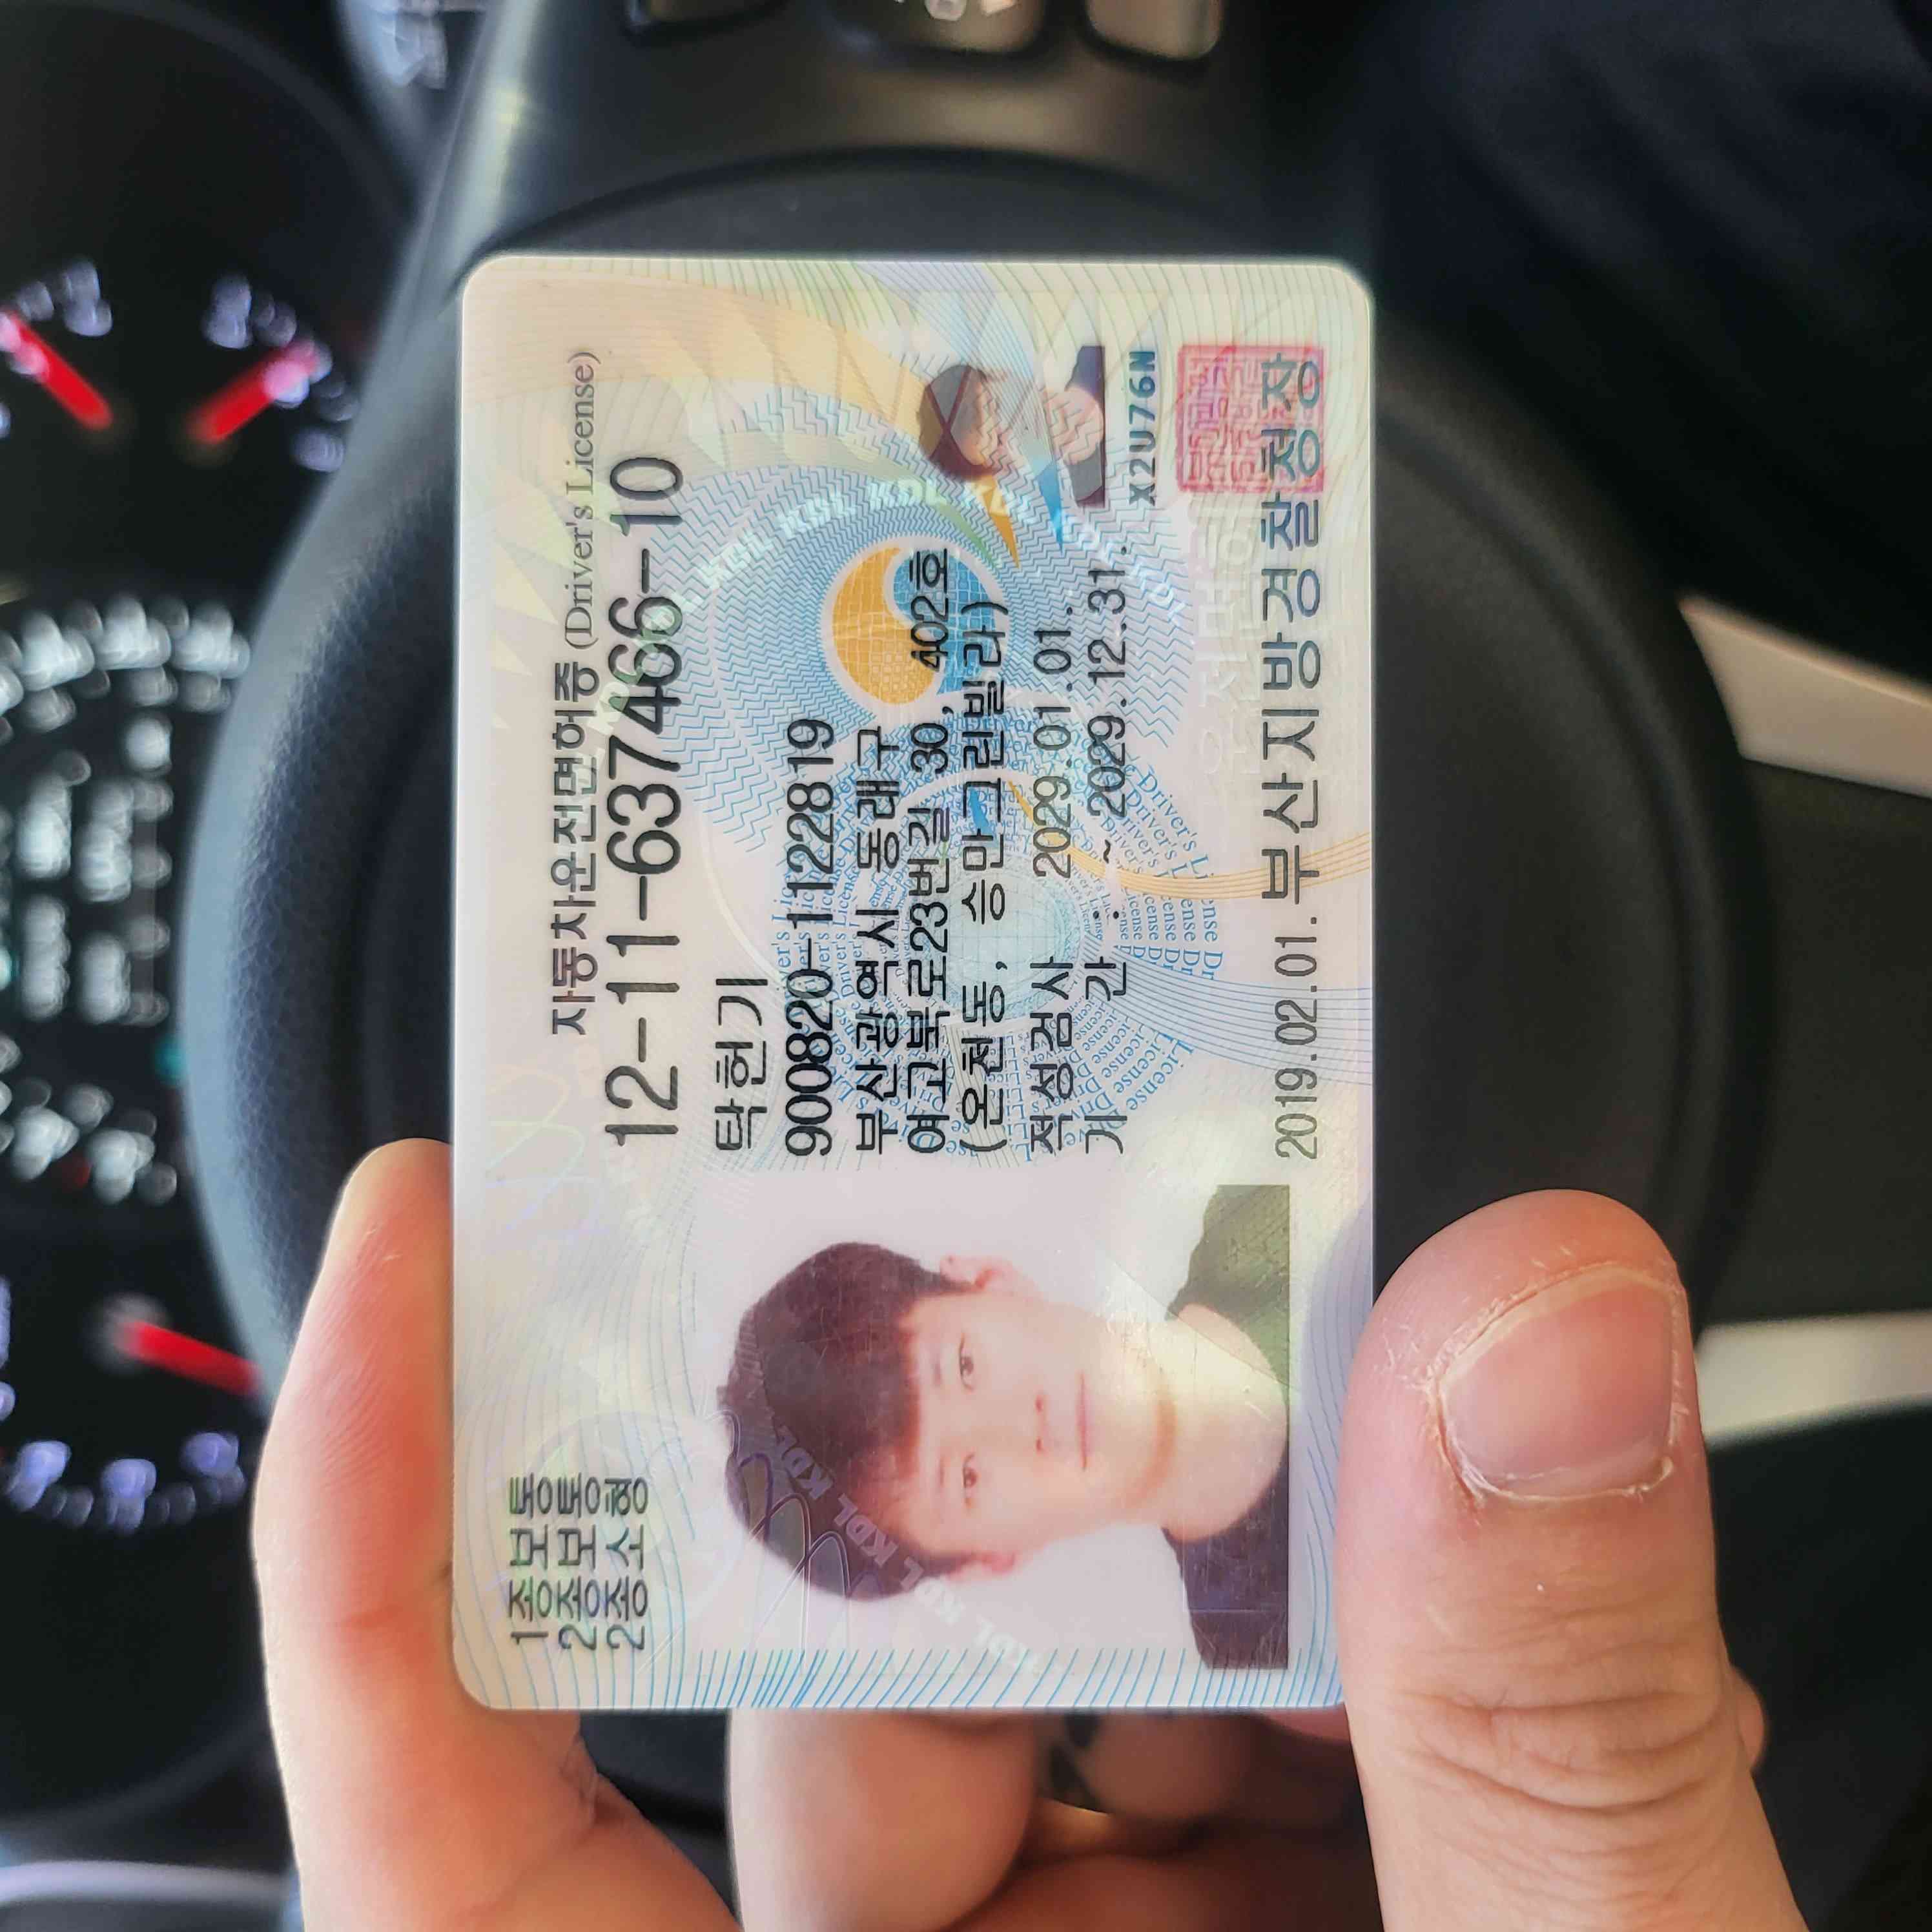 자동차운전면허증 (Driver's License)
1종보통
2종보통
2종소형
12-11-637466-10
탁헌기
900820-1122819
부산광역시 동래구
여고북로23번길 30, 402호
(온천동, 승만그린빌라)
적성검사 2029.01.01.
기 간 : ~ 2029.12.31.
X2U76N
2019.02.01. 부산지방경찰청장